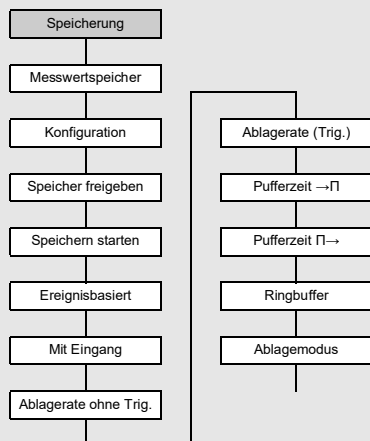 Speicherung
Messwertspeicher
Konfiguration
Speicher freigeben
Speichern starten
Ereignisbasiert
Mit Eingang
Ablagerate ohne Trig.
Ablagerate (Trig.)
Pufferzeit →Π
Pufferzeit Π→
Ringbuffer
Ablagemodus